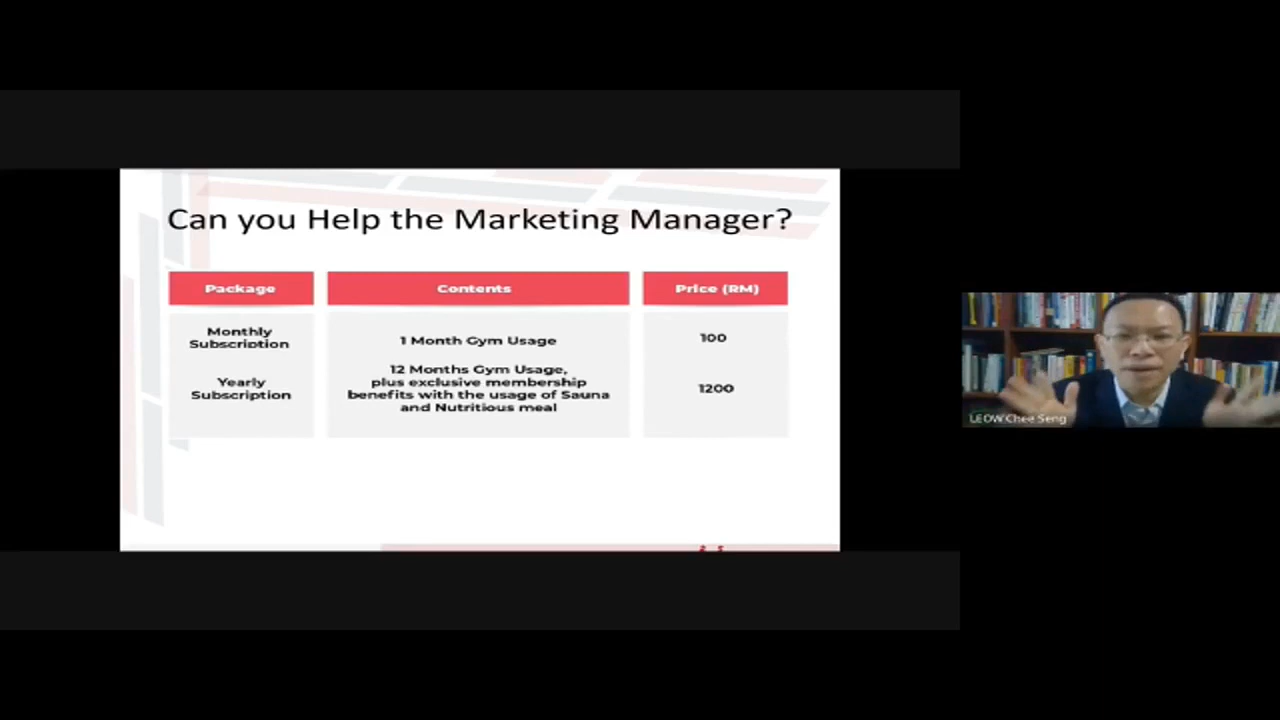 Can you Help the Marketing Manager?
Package
Contents
Price (RM)
Monthly
Subscription
1 Month Gym Usage
100
Yearly
Subscription
12 Months Gym Usage,
plus exclusive membership
benefits with the usage of Sauna
and Nutritious meal
1200
LEOW Chee Seng